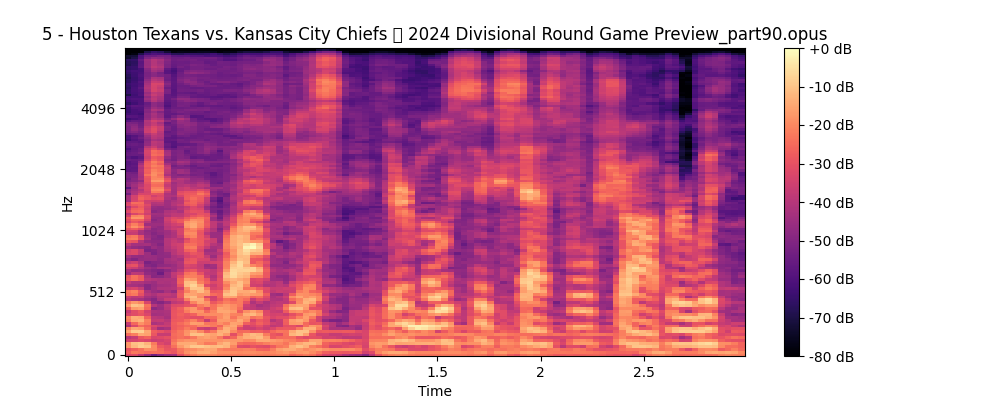 5 - Houston Texans vs. Kansas City Chiefs 2024 Divisional Round Game Preview_part90.opus
+0 dB
-10 dB
-20 dB
-30 dB
-40 dB
-50 dB
-60 dB
-70 dB
-80 dB
4096
2048
1024
512
0
Hz
0 0.5 1 1.5 2 2.5
Time